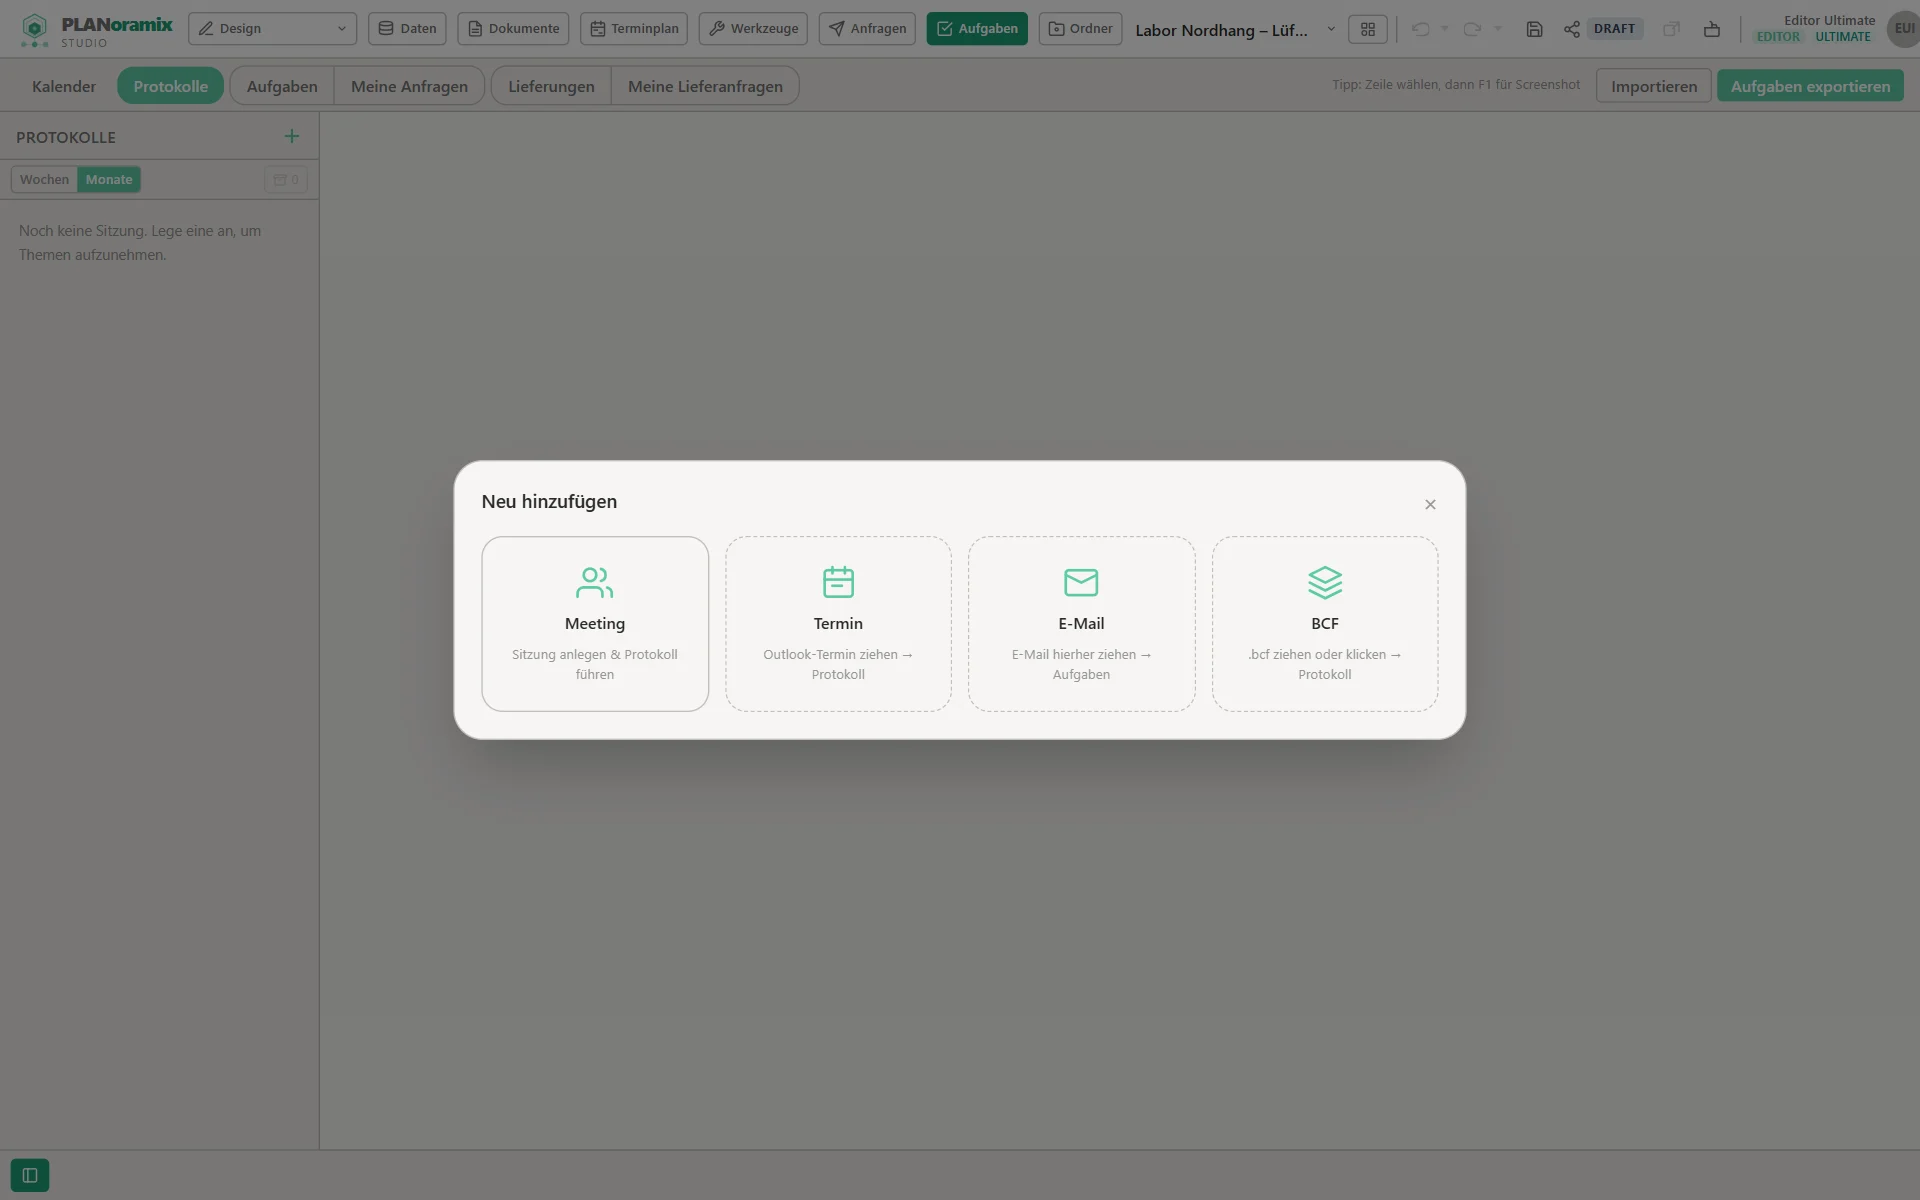 PLANoramix
STUDIO
Design
Daten
Dokumente
Terminplan
Werkzeuge
Anfragen
Aufgaben
Ordner
Labor Nordhang – Lüf...
DRAFT
Editor Ultimate
EDITOR ULTIMATE
EUI
Kalender
Protokolle
Aufgaben
Meine Anfragen
Lieferungen
Meine Lieferanfragen
Tipp: Zeile wählen, dann F1 für Screenshot
Importieren
Aufgaben exportieren
PROTOKOLLE
Wochen
Monate
0
Noch keine Sitzung. Lege eine an, um
Themen aufzunehmen.
Neu hinzufügen
Meeting
Sitzung anlegen & Protokoll
führen
Termin
Outlook-Termin ziehen →
Protokoll
E-Mail
E-Mail hierher ziehen →
Aufgaben
BCF
.bcf ziehen oder klicken →
Protokoll